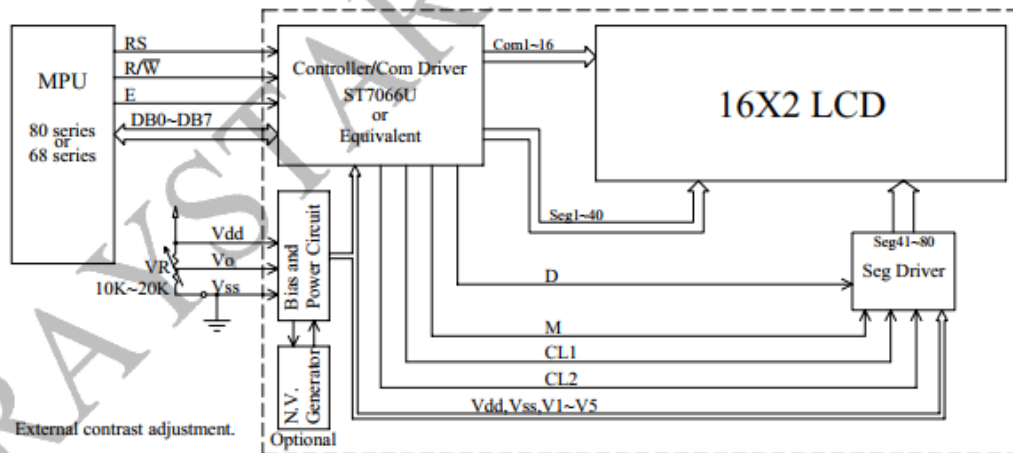 RS
R/W̅
E
DB0~DB7
MPU
80 series
or
68 series
Controller/Com Driver
ST7066U
or
Equivalent
Com1~16
16X2 LCD
Seg1~40
Seg41~80
Seg Driver
Vdd
Vo
VR
10K~20K
Vss
Bias and
Power Circuit
D
M
CL1
CL2
Vdd,Vss,V1~V5
N.V.
Generator
Optional
External contrast adjustment.
RAYSTAR